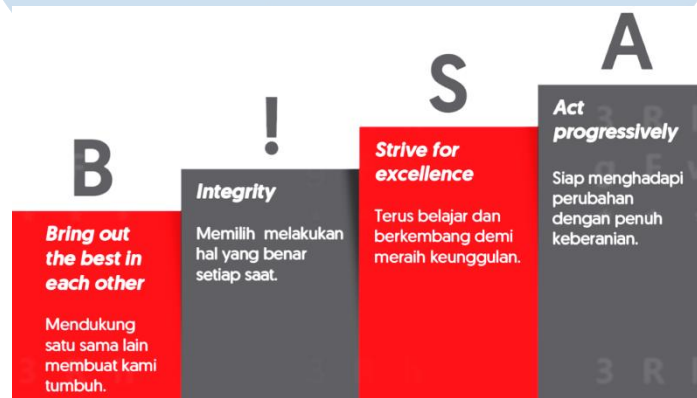 B
!
S
A
Bring out
the best in
each other
Mendukung
satu sama lain
membuat kami
tumbuh.
Integrity
Memilih melakukan
hal yang benar
setiap saat.
Strive for
excellence
Terus belajar dan
berkembang demi
meraih keunggulan.
Act
progressively
Siap menghadapi
perubahan
dengan penuh
keberanian.